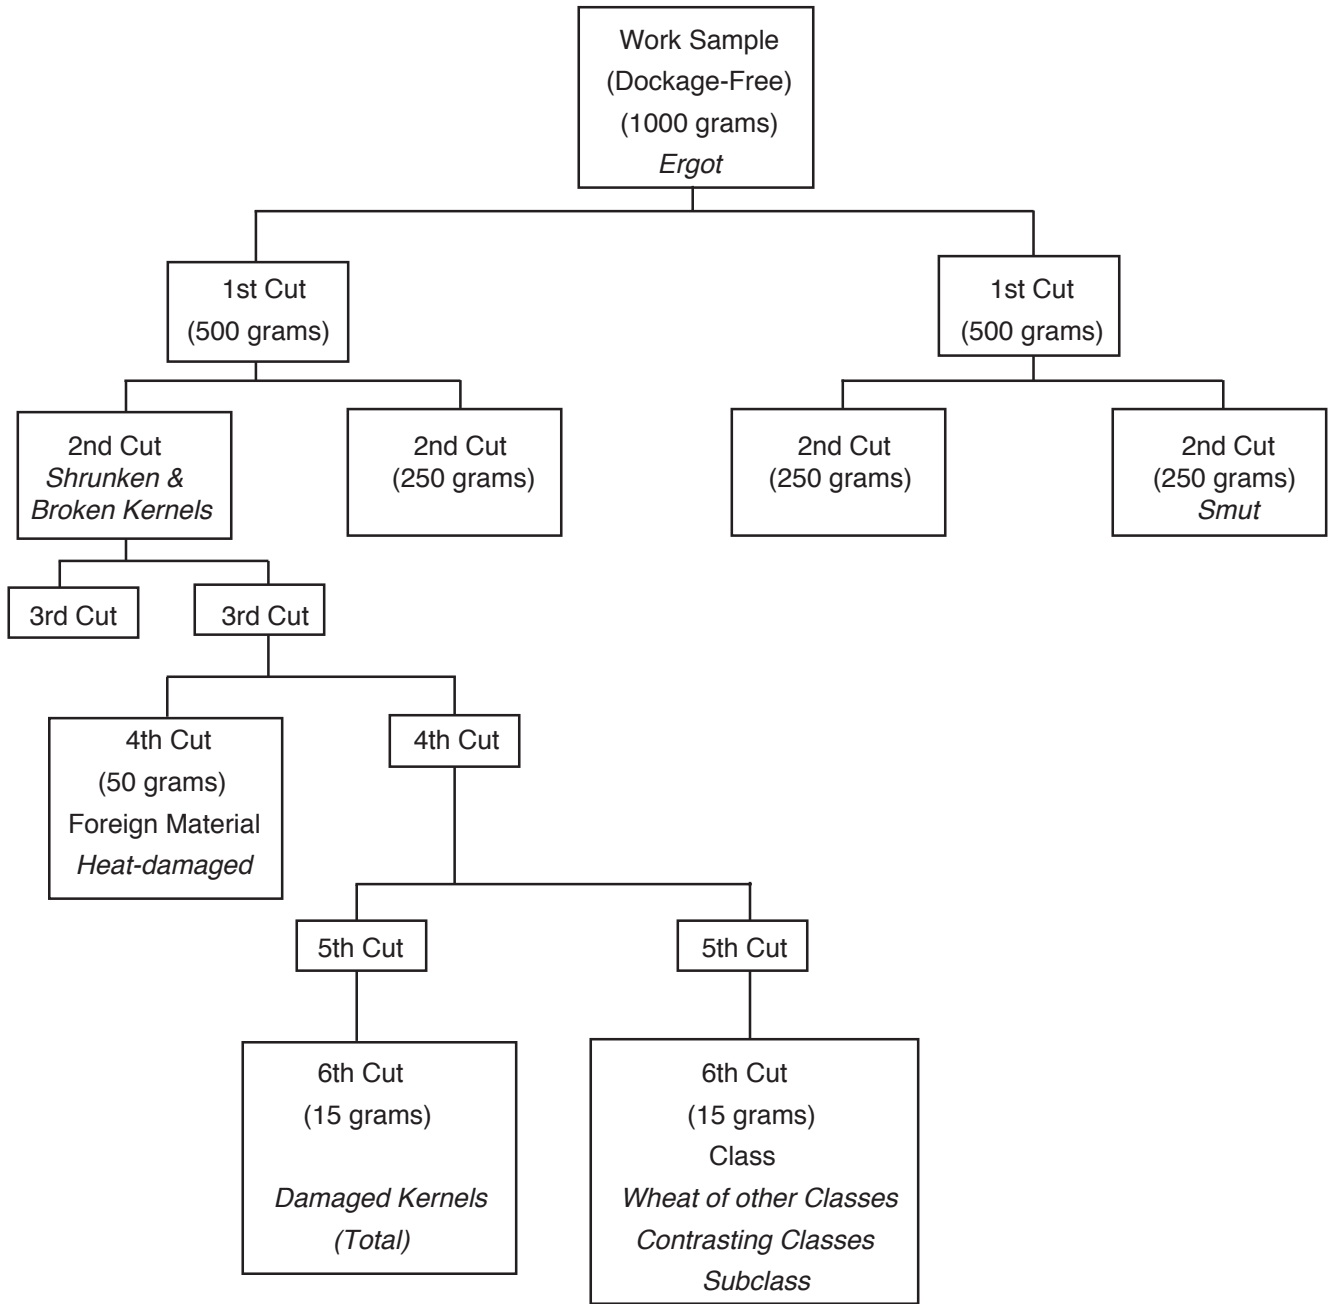 Work Sample
(Dockage-Free)
(1000 grams)
Ergot
1st Cut
(500 grams)
1st Cut
(500 grams)
2nd Cut
Shrunken &
Broken Kernels
2nd Cut
(250 grams)
2nd Cut
(250 grams)
2nd Cut
(250 grams)
Smut
3rd Cut
3rd Cut
4th Cut
(50 grams)
Foreign Material
Heat-damaged
4th Cut
5th Cut
5th Cut
6th Cut
(15 grams)
Damaged Kernels
(Total)
6th Cut
(15 grams)
Class
Wheat of other Classes
Contrasting Classes
Subclass